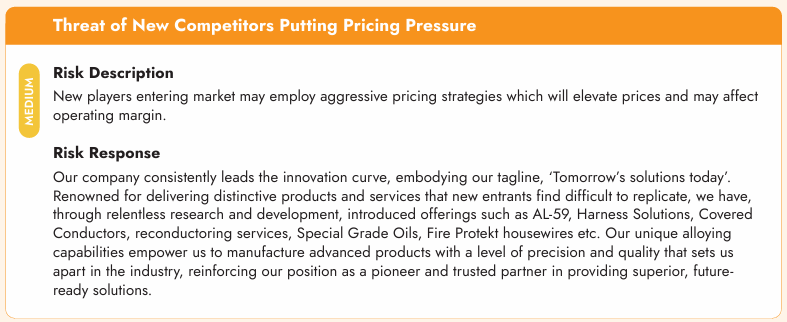 Threat of New Competitors Putting Pricing Pressure
MEDIUM
Risk Description
New players entering market may employ aggressive pricing strategies which will elevate prices and may affect
operating margin.
Risk Response
Our company consistently leads the innovation curve, embodying our tagline, ‘Tomorrow’s solutions today’.
Renowned for delivering distinctive products and services that new entrants find difficult to replicate, we have,
through relentless research and development, introduced offerings such as AL-59, Harness Solutions, Covered
Conductors, reconductoring services, Special Grade Oils, Fire Protekt housewires etc. Our unique alloying
capabilities empower us to manufacture advanced products with a level of precision and quality that sets us
apart in the industry, reinforcing our position as a pioneer and trusted partner in providing superior, future-
ready solutions.